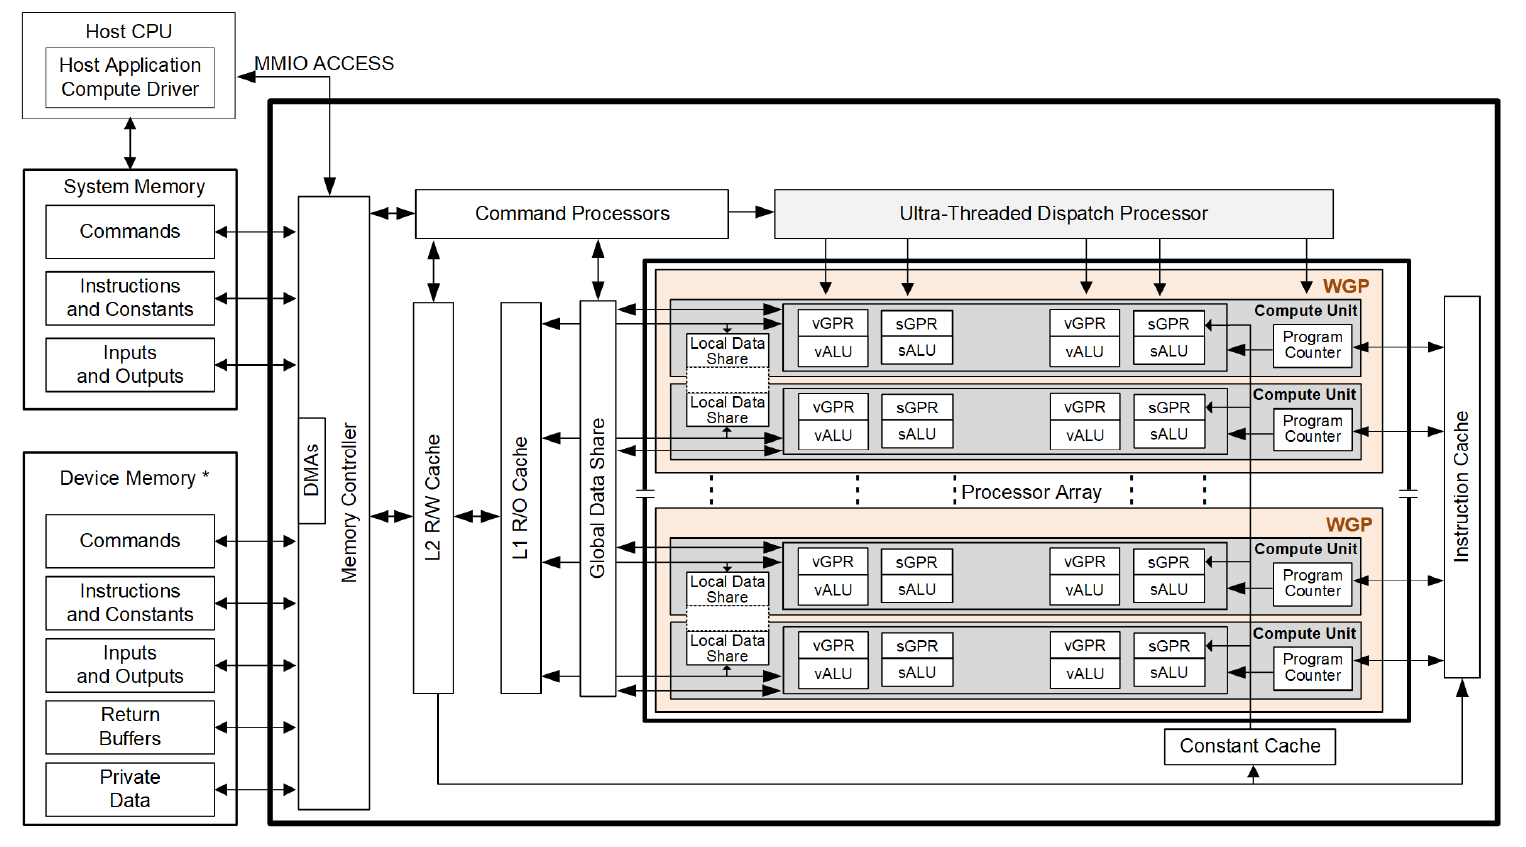 Host CPU
Host Application
Compute Driver
MMIO ACCESS
System Memory
Commands
Instructions
and Constants
Inputs
and Outputs
Device Memory *
Commands
Instructions
and Constants
Inputs
and Outputs
Return
Buffers
Private
Data
DMAs
Memory Controller
Command Processors
Ultra-Threaded Dispatch Processor
L2 R/W Cache
L1 R/O Cache
Global Data Share
WGP
Compute Unit
Local Data
Share
vGPR
vALU
sGPR
sALU
vGPR
vALU
sGPR
sALU
Program
Counter
Compute Unit
Local Data
Share
vGPR
vALU
sGPR
sALU
vGPR
vALU
sGPR
sALU
Program
Counter
Processor Array
WGP
Compute Unit
Local Data
Share
vGPR
vALU
sGPR
sALU
vGPR
vALU
sGPR
sALU
Program
Counter
Compute Unit
Local Data
Share
vGPR
vALU
sGPR
sALU
vGPR
vALU
sGPR
sALU
Program
Counter
Instruction Cache
Constant Cache